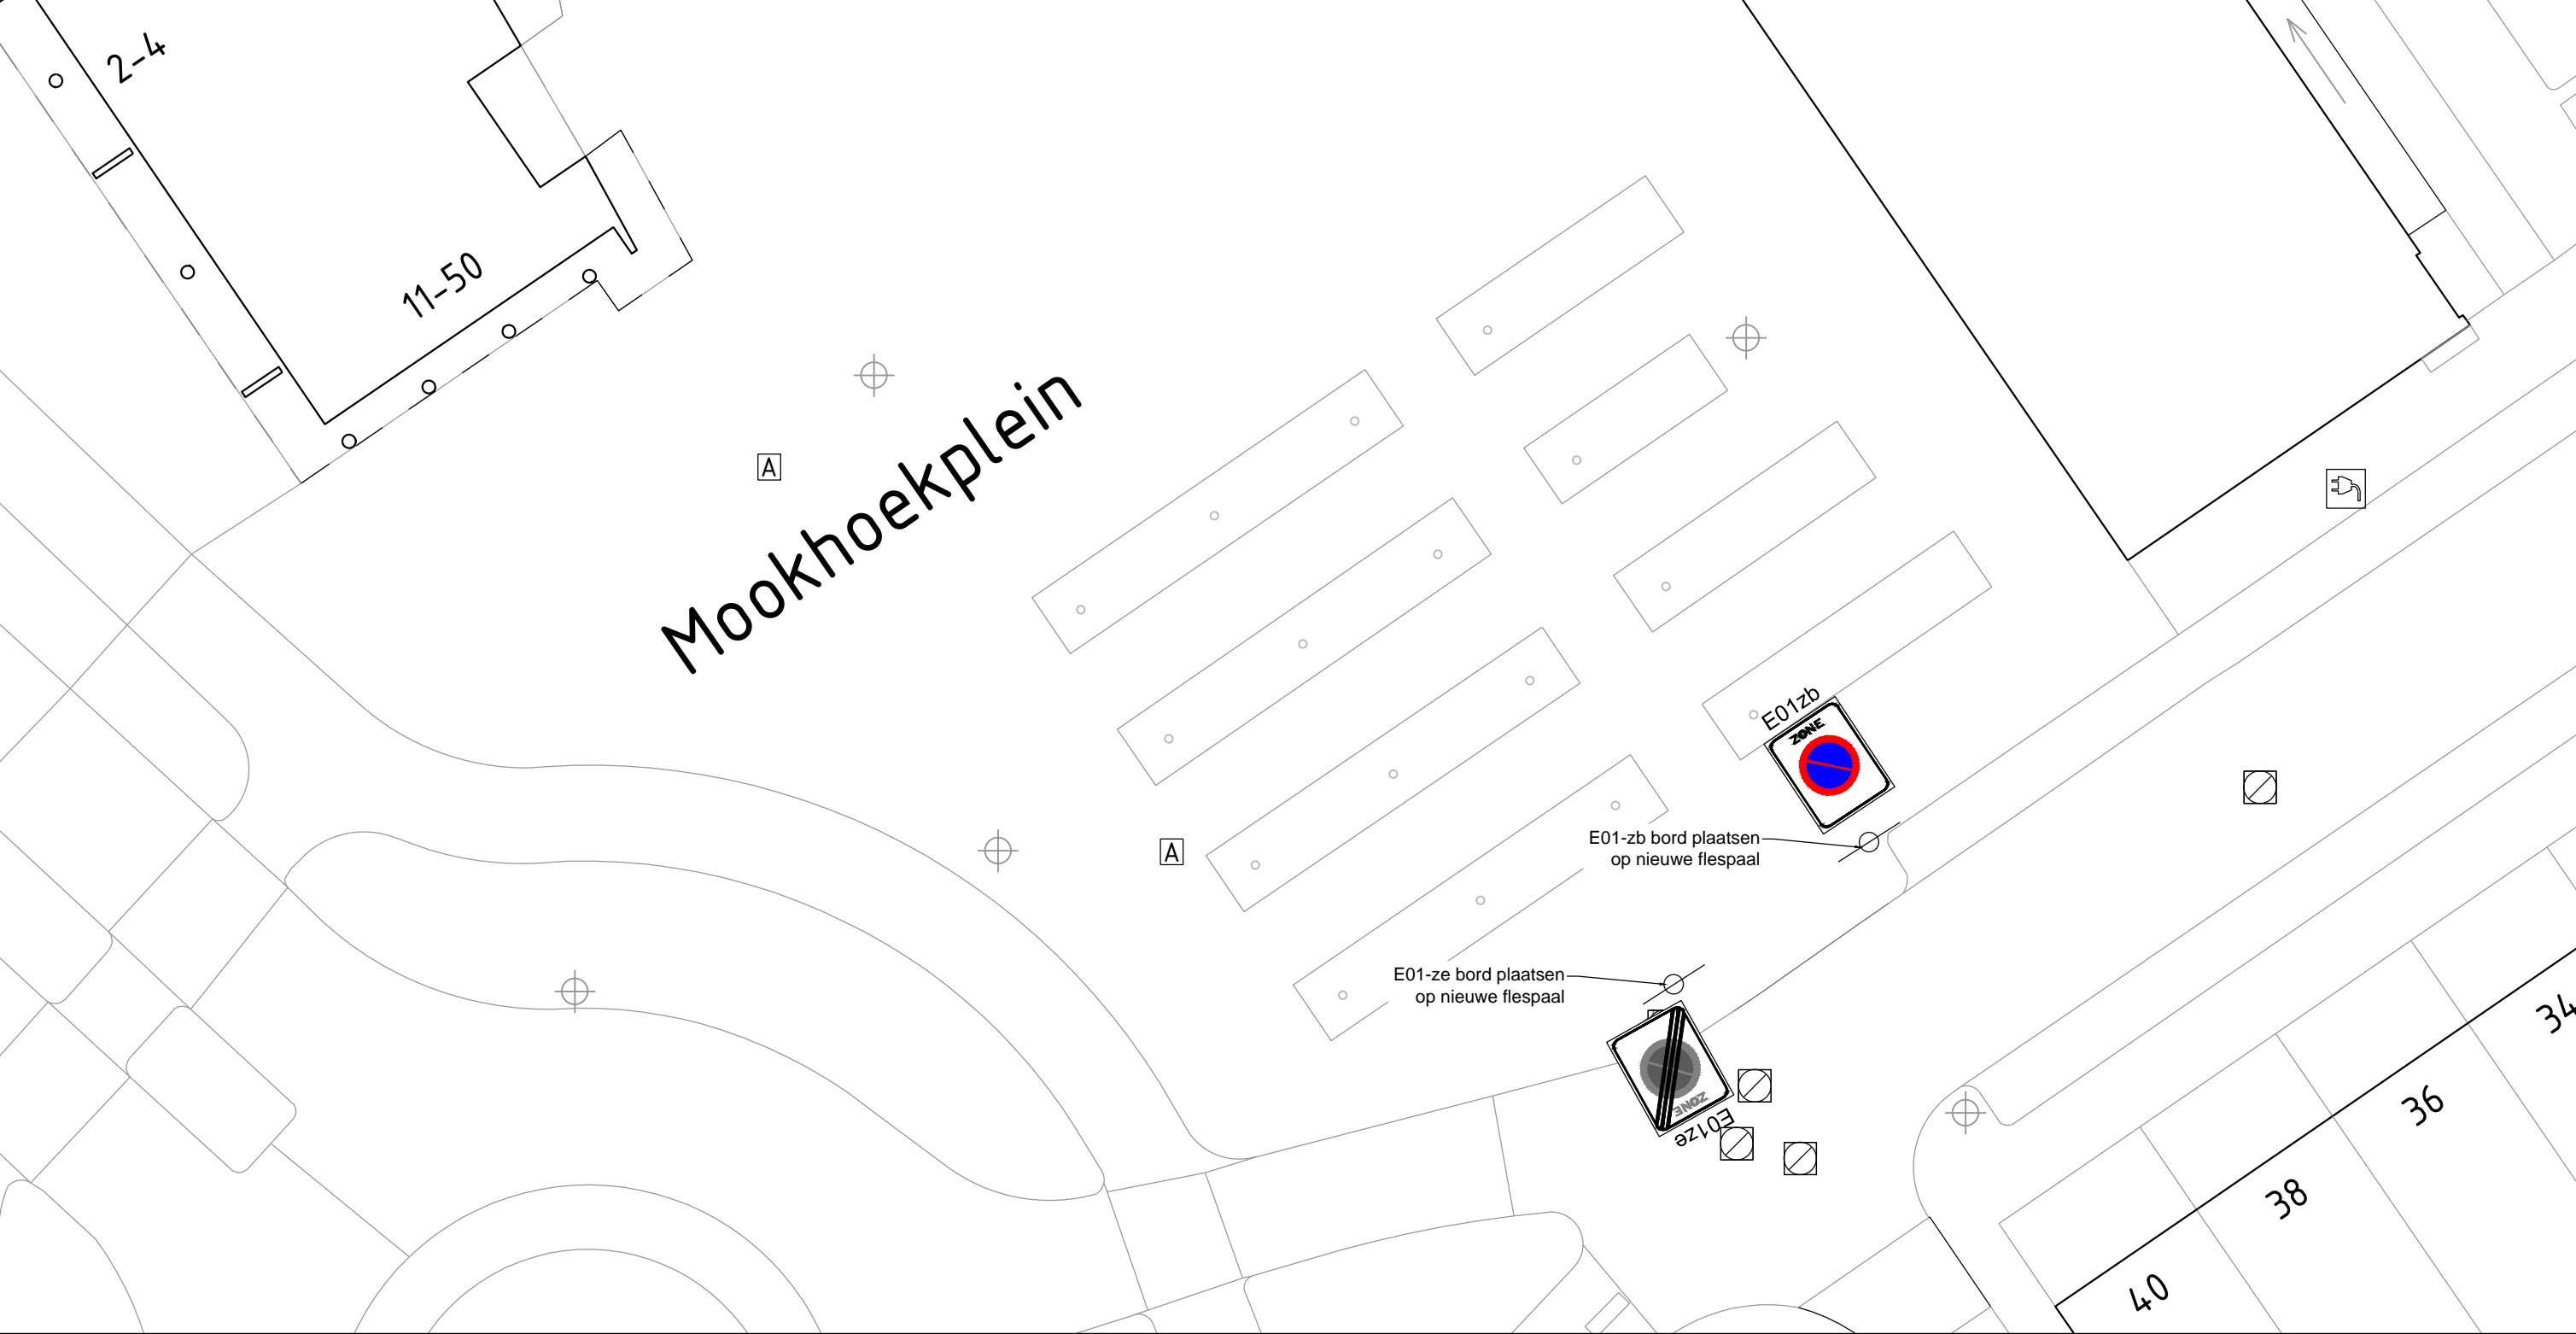 2-4
11-50
A
Mookhoekplein
E01zb
ZONE
E01-zb bord plaatsen
op nieuwe flespaal
A
E01-ze bord plaatsen
op nieuwe flespaal
ZONE
E01ze
34
36
38
40